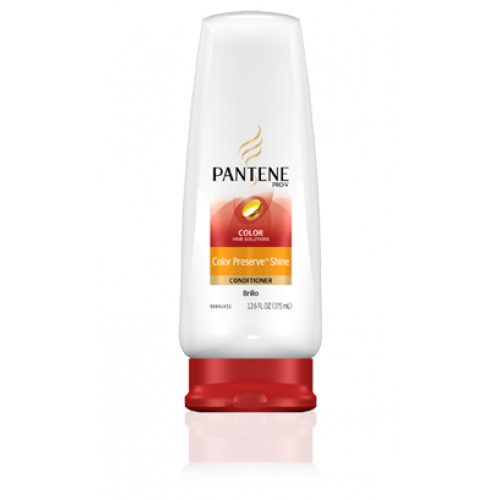 PANTENE
PRO-V
COLOR
HAIR SOLUTIONS
Color Preserve™ Shine
CONDITIONER
Brillo
12.6 FL OZ (375 mL)